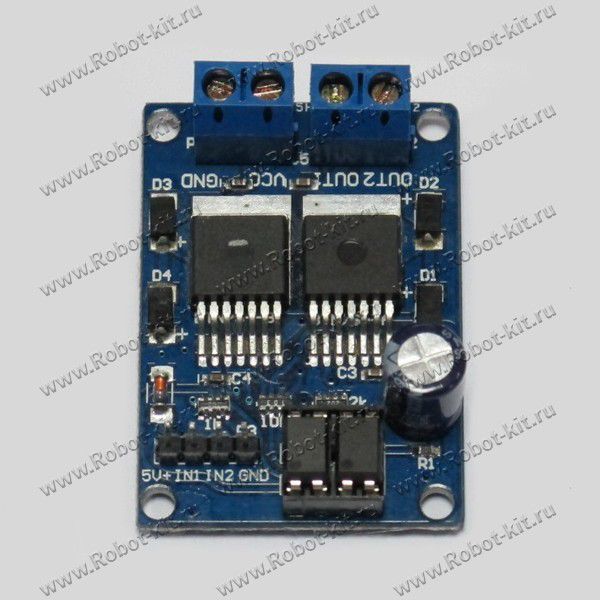 www.Robot-kit.ru
D3
GND
VCC
OUT1
OUT2
D2
D4
D1
C4
C3
R1
5V+ IN1 IN2 GND